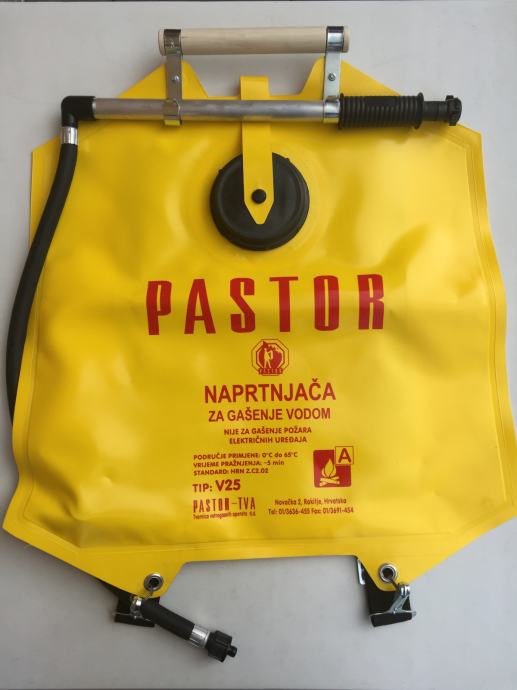 PASTOR
PASTOR
NAPRTNJAČA
ZA GAŠENJE VODOM
NIJE ZA GAŠENJE POŽARA
ELEKTRIČNIH UREĐAJA
PODRUČJE PRIMJENE: 0°C do 65°C
VRIJEME PRAŽNJENJA: ~5 min
STANDARD: HRN Z.C2.02
TIP: V25
A
PASTOR-TVA
Tvornica vatrogasnih aparata d.d.
Novačka 2, Rakitje, Hrvatska
Tel: 01/3636-455 Fax: 01/3691-454